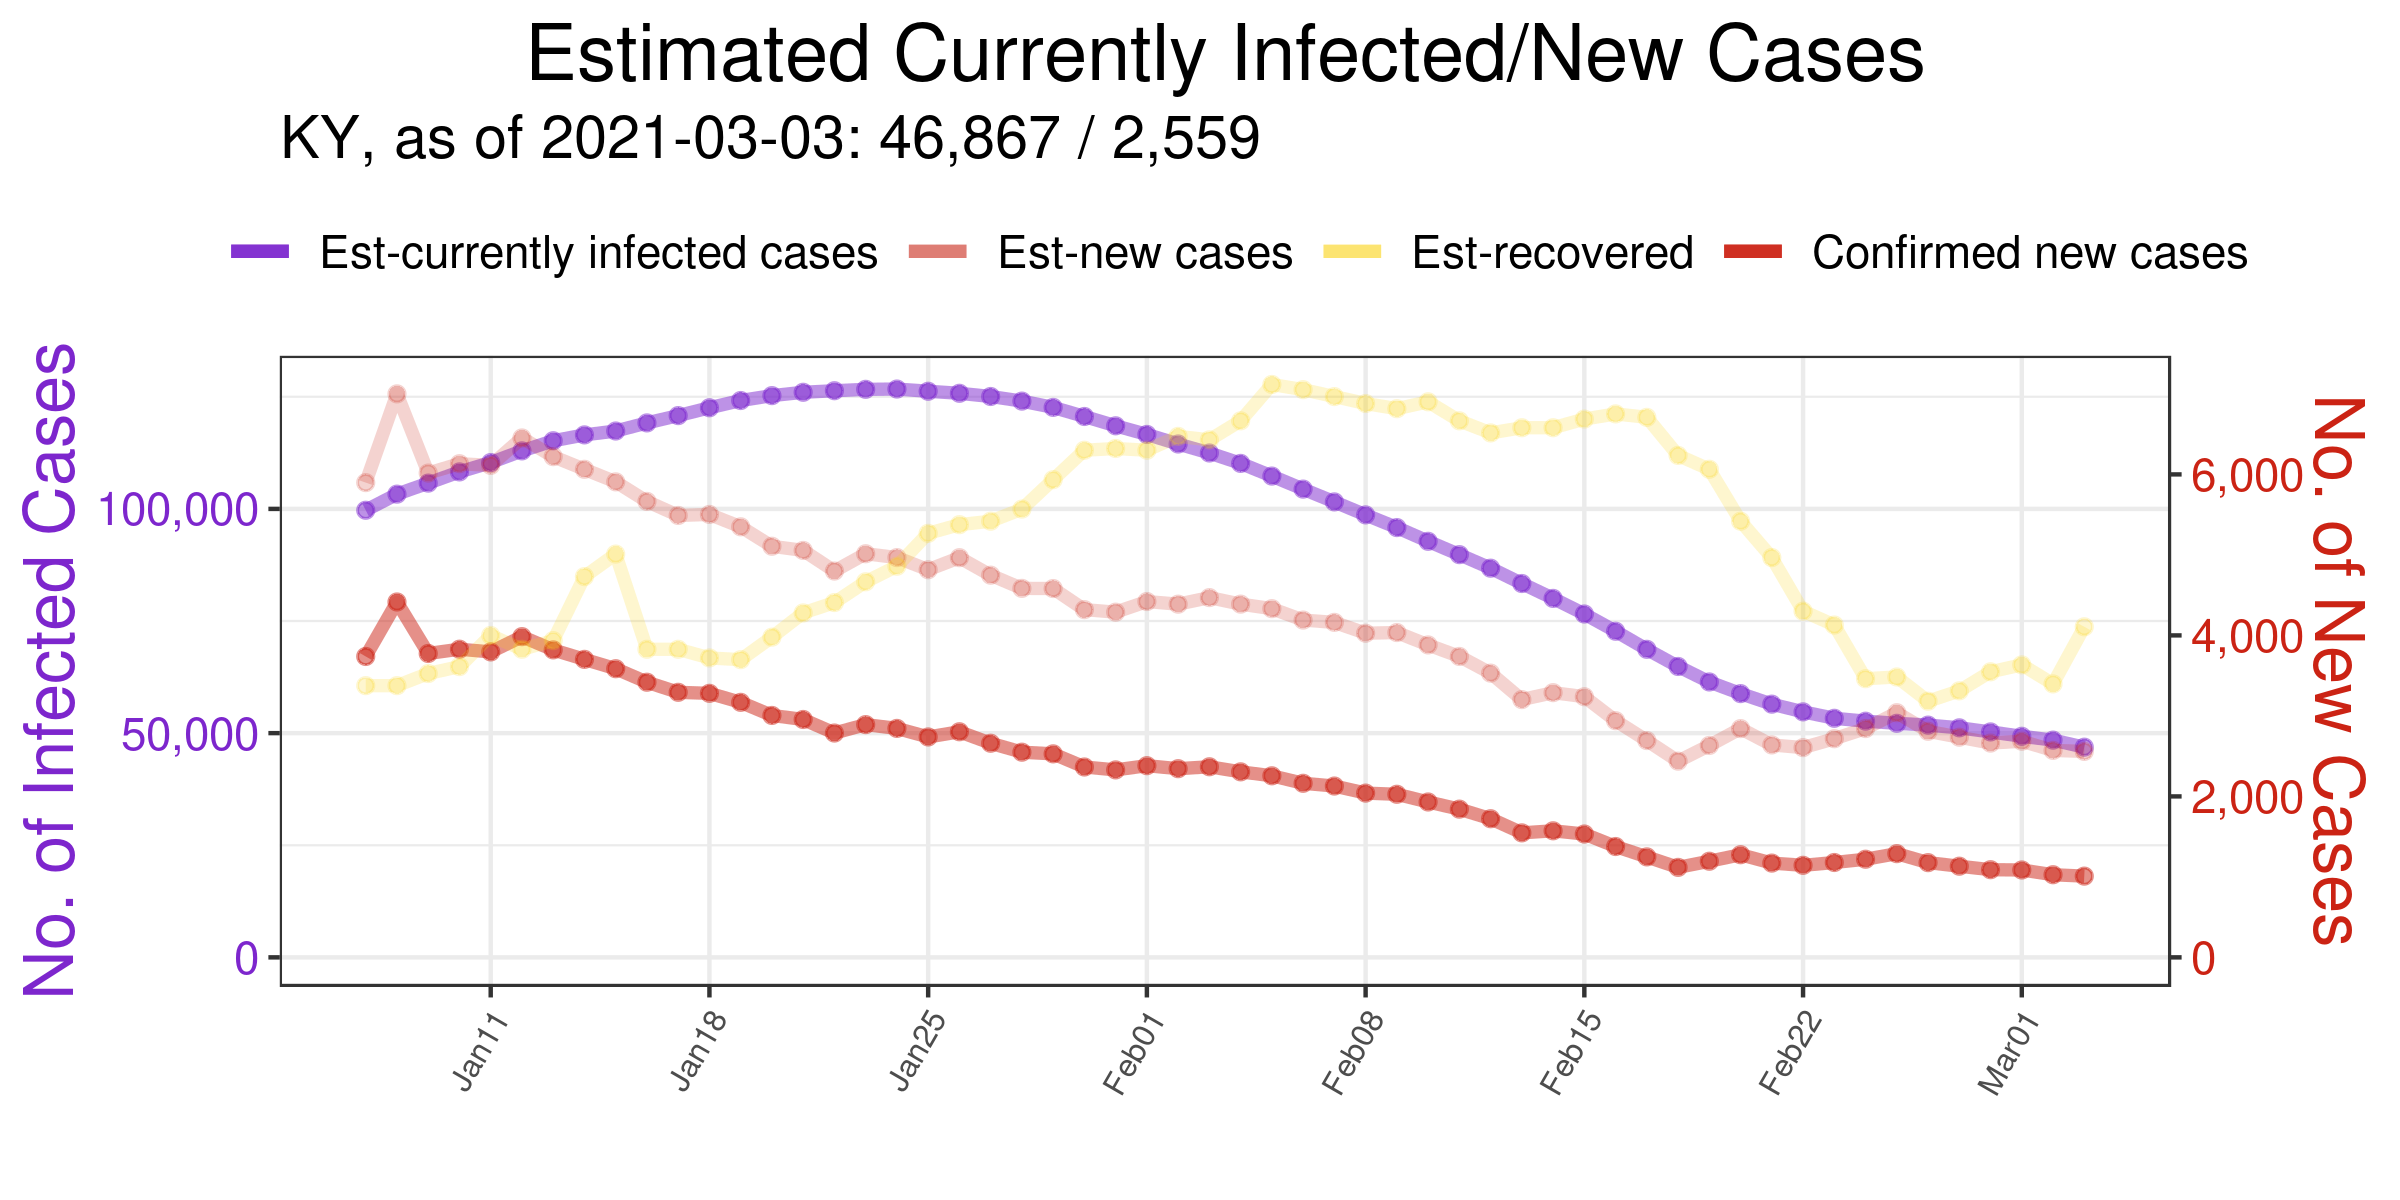 Estimated Currently Infected/New Cases
KY, as of 2021-03-03: 46,867 / 2,559
Est-currently infected cases Est-new cases Est-recovered Confirmed new cases
No. of Infected Cases
100,000
50,000
0
6,000
4,000
2,000
0
No. of New Cases
Jan11 Jan18 Jan25 Feb01 Feb08 Feb15 Feb22 Mar01